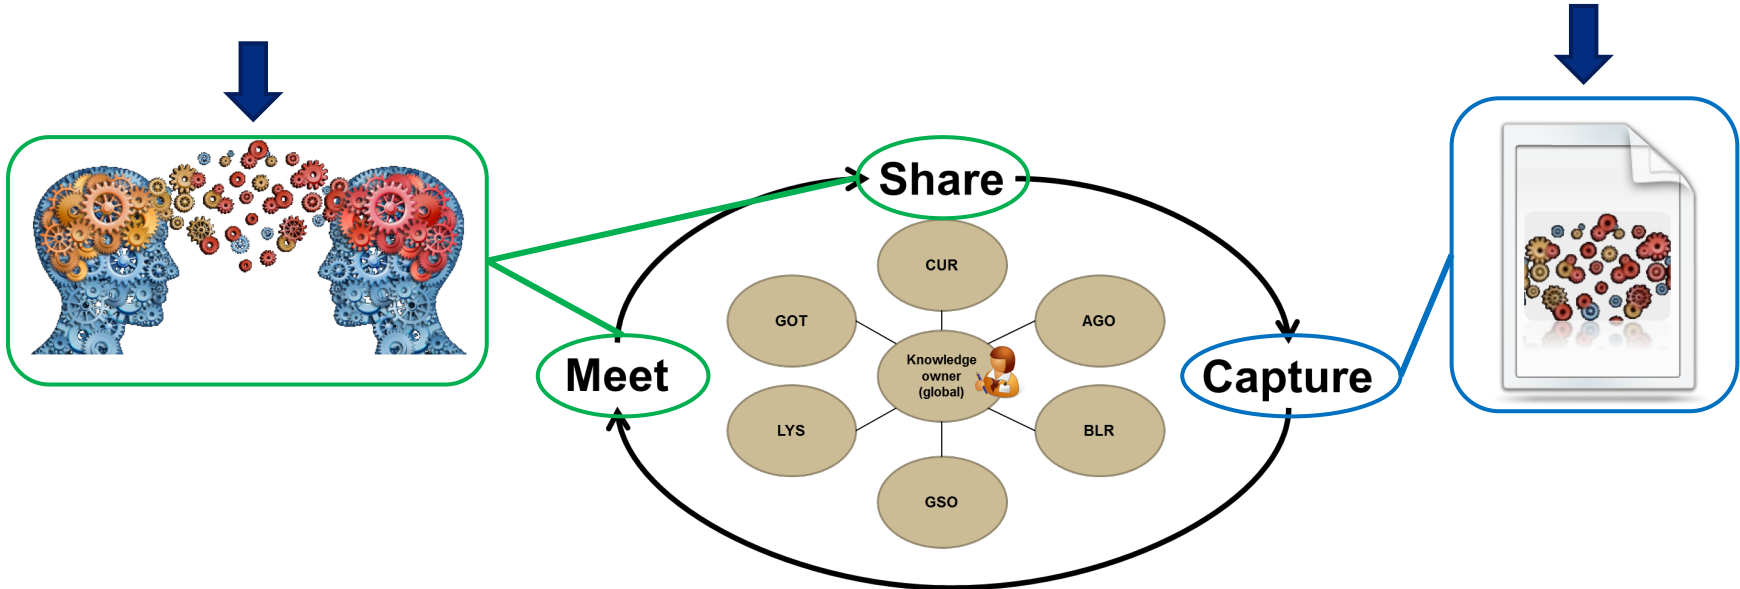 Share
CUR
GOT
AGO
Knowledge
owner
(global)
Meet
Capture
LYS
BLR
GSO